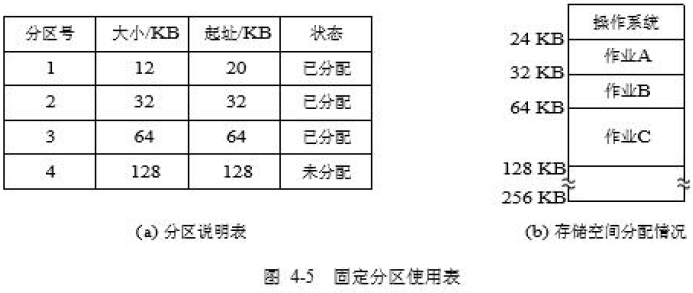 分区号 大小/KB 起址/KB 状态
1 12 20 已分配
2 32 32 已分配
3 64 64 已分配
4 128 128 未分配
(a) 分区说明表
操作系统
24 KB
作业A
32 KB
作业B
64 KB
作业C
128 KB
256 KB
(b) 存储空间分配情况
图 4-5 固定分区使用表